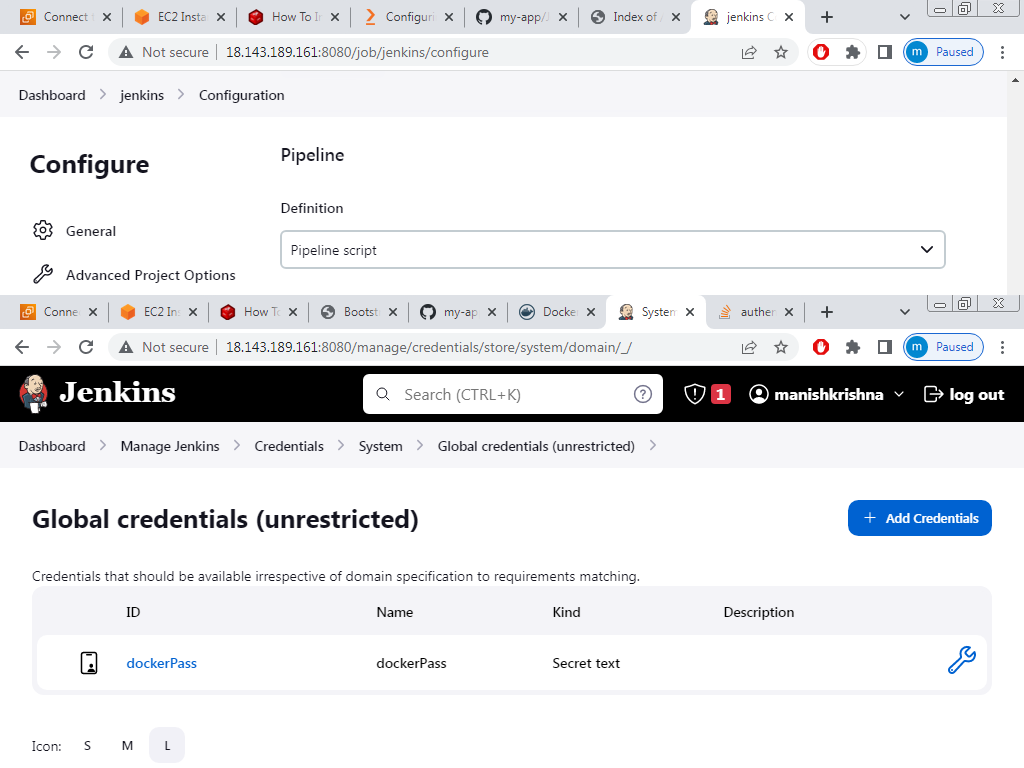 Connect EC2 Insta How To I Configuri my-app/J Index of / jenkins C
Not secure 18.143.189.161:8080/job/jenkins/configure m Paused
Dashboard jenkins Configuration
Configure
Pipeline
Definition
General
Pipeline script
Advanced Project Options
Connec EC2 Ins How To Bootst my-ap Docke System authen
Not secure 18.143.189.161:8080/manage/credentials/store/system/domain/_/ m Paused
Jenkins Search (CTRL+K) ? 1 manishkrishna log out
Dashboard Manage Jenkins Credentials System Global credentials (unrestricted)
Global credentials (unrestricted)
+ Add Credentials
Credentials that should be available irrespective of domain specification to requirements matching.
ID Name Kind Description
dockerPass dockerPass Secret text
Icon: S M L